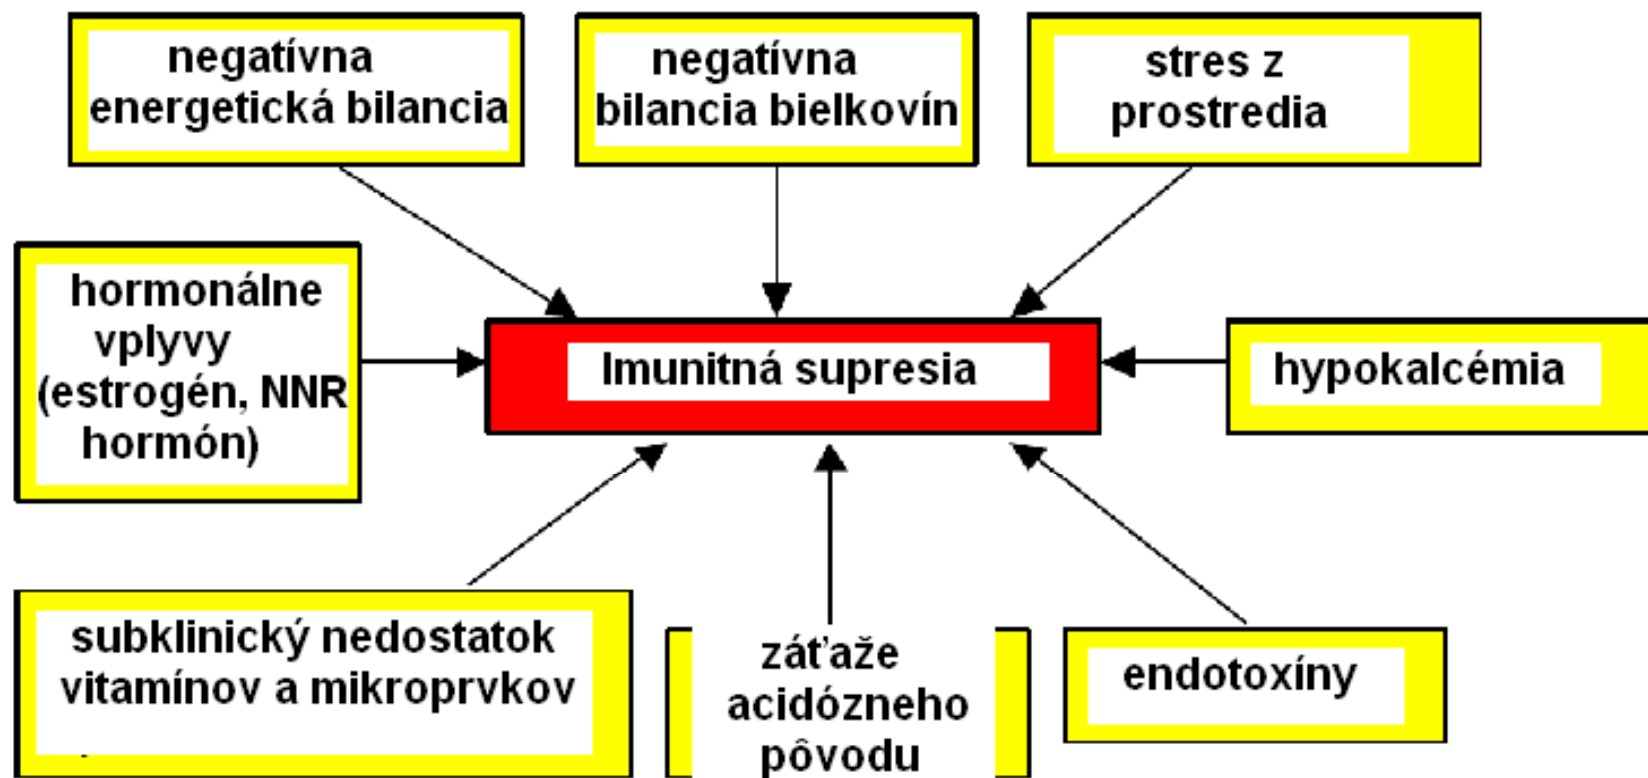 negatívna
energetická bilancia
negatívna
bilancia bielkovín
stres z
prostredia
hormonálne
vplyvy
(estrogén, NNR
hormón)
Imunitná supresia
hypokalcémia
subklinický nedostatok
vitamínov a mikroprvkov
záťaže
acidózneho
pôvodu
endotoxíny